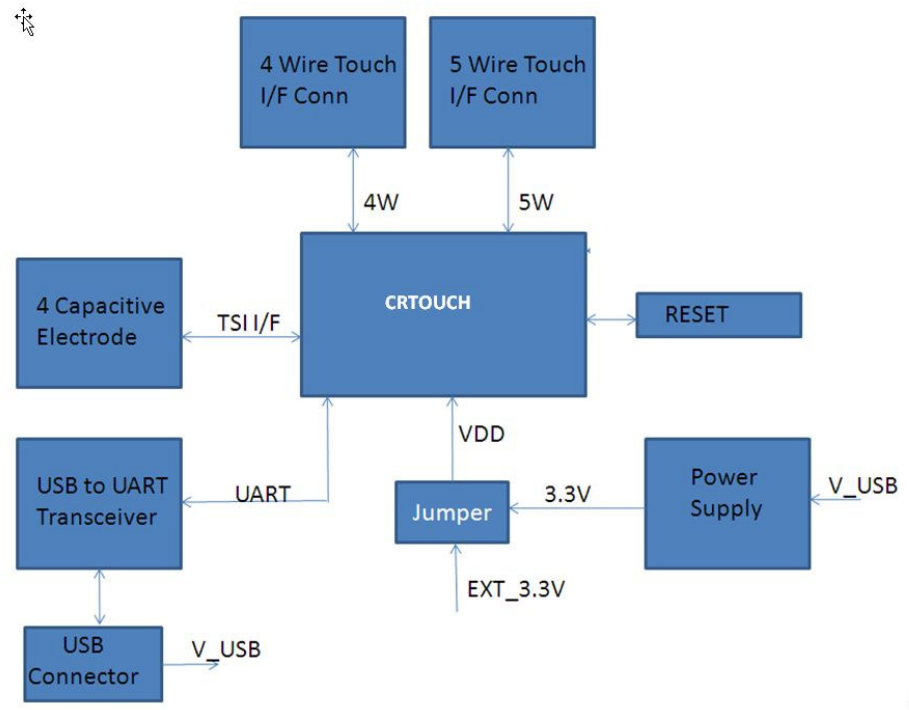 4 Wire Touch
I/F Conn
5 Wire Touch
I/F Conn
4W
5W
4 Capacitive
Electrode
TSI I/F
CRTOUCH
RESET
VDD
USB to UART
Transceiver
UART
Jumper
3.3V
Power
Supply
V_USB
EXT_3.3V
USB
Connector
V_USB